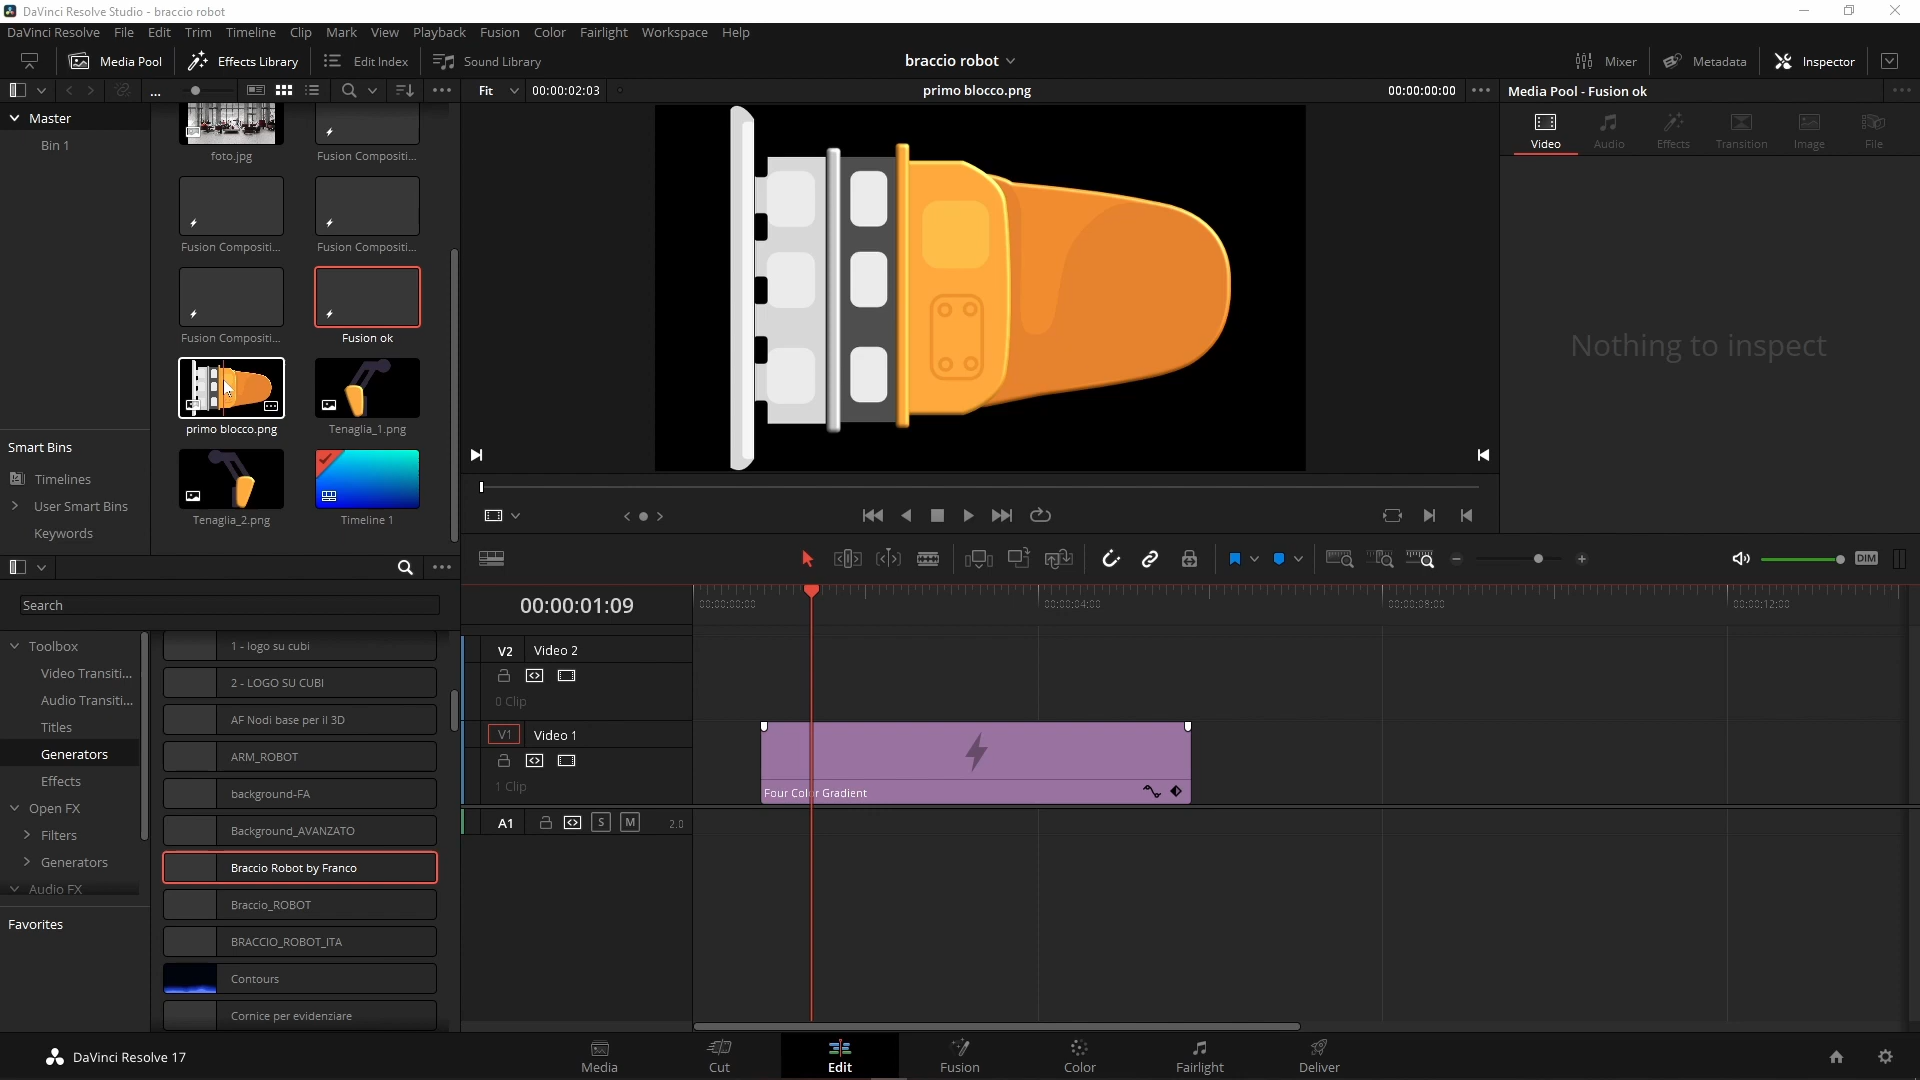 DaVinci Resolve Studio - braccio robot
DaVinci Resolve File Edit Trim Timeline Clip Mark View Playback Fusion Color Fairlight Workspace Help
Media Pool Effects Library Edit Index Sound Library braccio robot Mixer Metadata Inspector
... Fit 00:00:02:03 primo blocco.png 00:00:00:00 Media Pool - Fusion ok
Master
Bin 1
foto.jpg Fusion Compositi...
Fusion Compositi... Fusion Compositi...
Fusion Compositi... Fusion ok
primo blocco.png Tenaglia_1.png
Tenaglia_2.png Timeline 1
Smart Bins
Timelines
User Smart Bins
Keywords
Video Audio Effects Transition Image File
Nothing to inspect
DIM
Search
Toolbox
Video Transiti...
Audio Transiti...
Titles
Generators
Effects
Open FX
Filters
Generators
Audio FX
Favorites
1 - logo su cubi
2 - LOGO SU CUBI
AF Nodi base per il 3D
ARM_ROBOT
background-FA
Background_AVANZATO
Braccio Robot by Franco
Braccio_ROBOT
BRACCIO_ROBOT_ITA
Contours
Cornice per evidenziare
00:00:01:09 00:00:00:00 00:00:04:00 00:00:08:00 00:00:12:00
V2 Video 2
0 Clip
V1 Video 1
1 Clip
Four Color Gradient
A1 S M 2.0
DaVinci Resolve 17
Media Cut Edit Fusion Color Fairlight Deliver